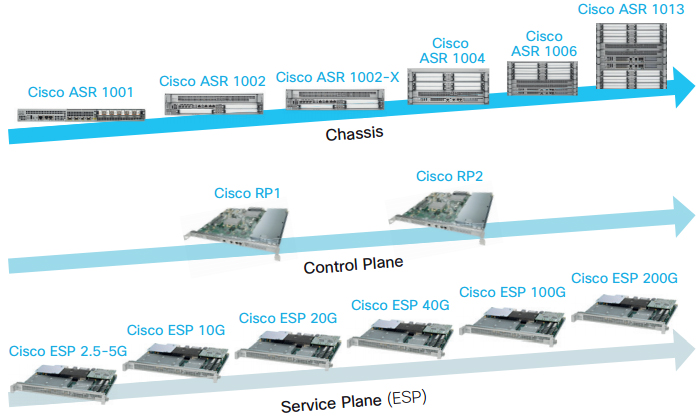 Cisco ASR 1013
Cisco
ASR 1004
Cisco
ASR 1006
Cisco ASR 1001
Cisco ASR 1002
Cisco ASR 1002-X
Chassis
Cisco RP1
Cisco RP2
Control Plane
Cisco ESP 2.5-5G
Cisco ESP 10G
Cisco ESP 20G
Cisco ESP 40G
Cisco ESP 100G
Cisco ESP 200G
Service Plane (ESP)